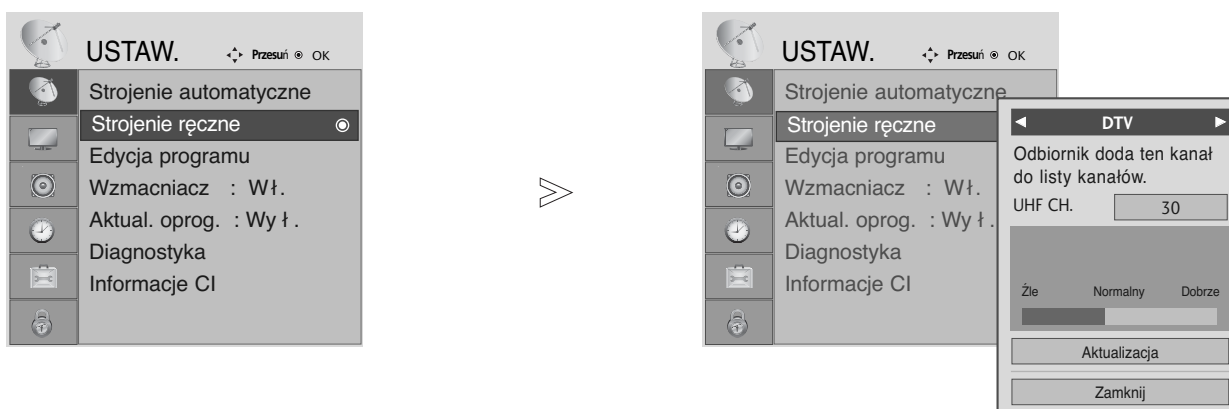 USTAW. Przesuń OK
Strojenie automatyczne
Strojenie ręczne
Edycja programu
Wzmacniacz : Wł.
Aktual. oprog. : Wy ł .
Diagnostyka
Informacje CI
USTAW. Przesuń OK
Strojenie automatyczne
Strojenie ręczne
Edycja programu
Wzmacniacz : Wł.
Aktual. oprog. : Wy ł .
Diagnostyka
Informacje CI
DTV
Odbiornik doda ten kanał
do listy kanałów.
UHF CH. 30
Źle Normalny Dobrze
Aktualizacja
Zamknij